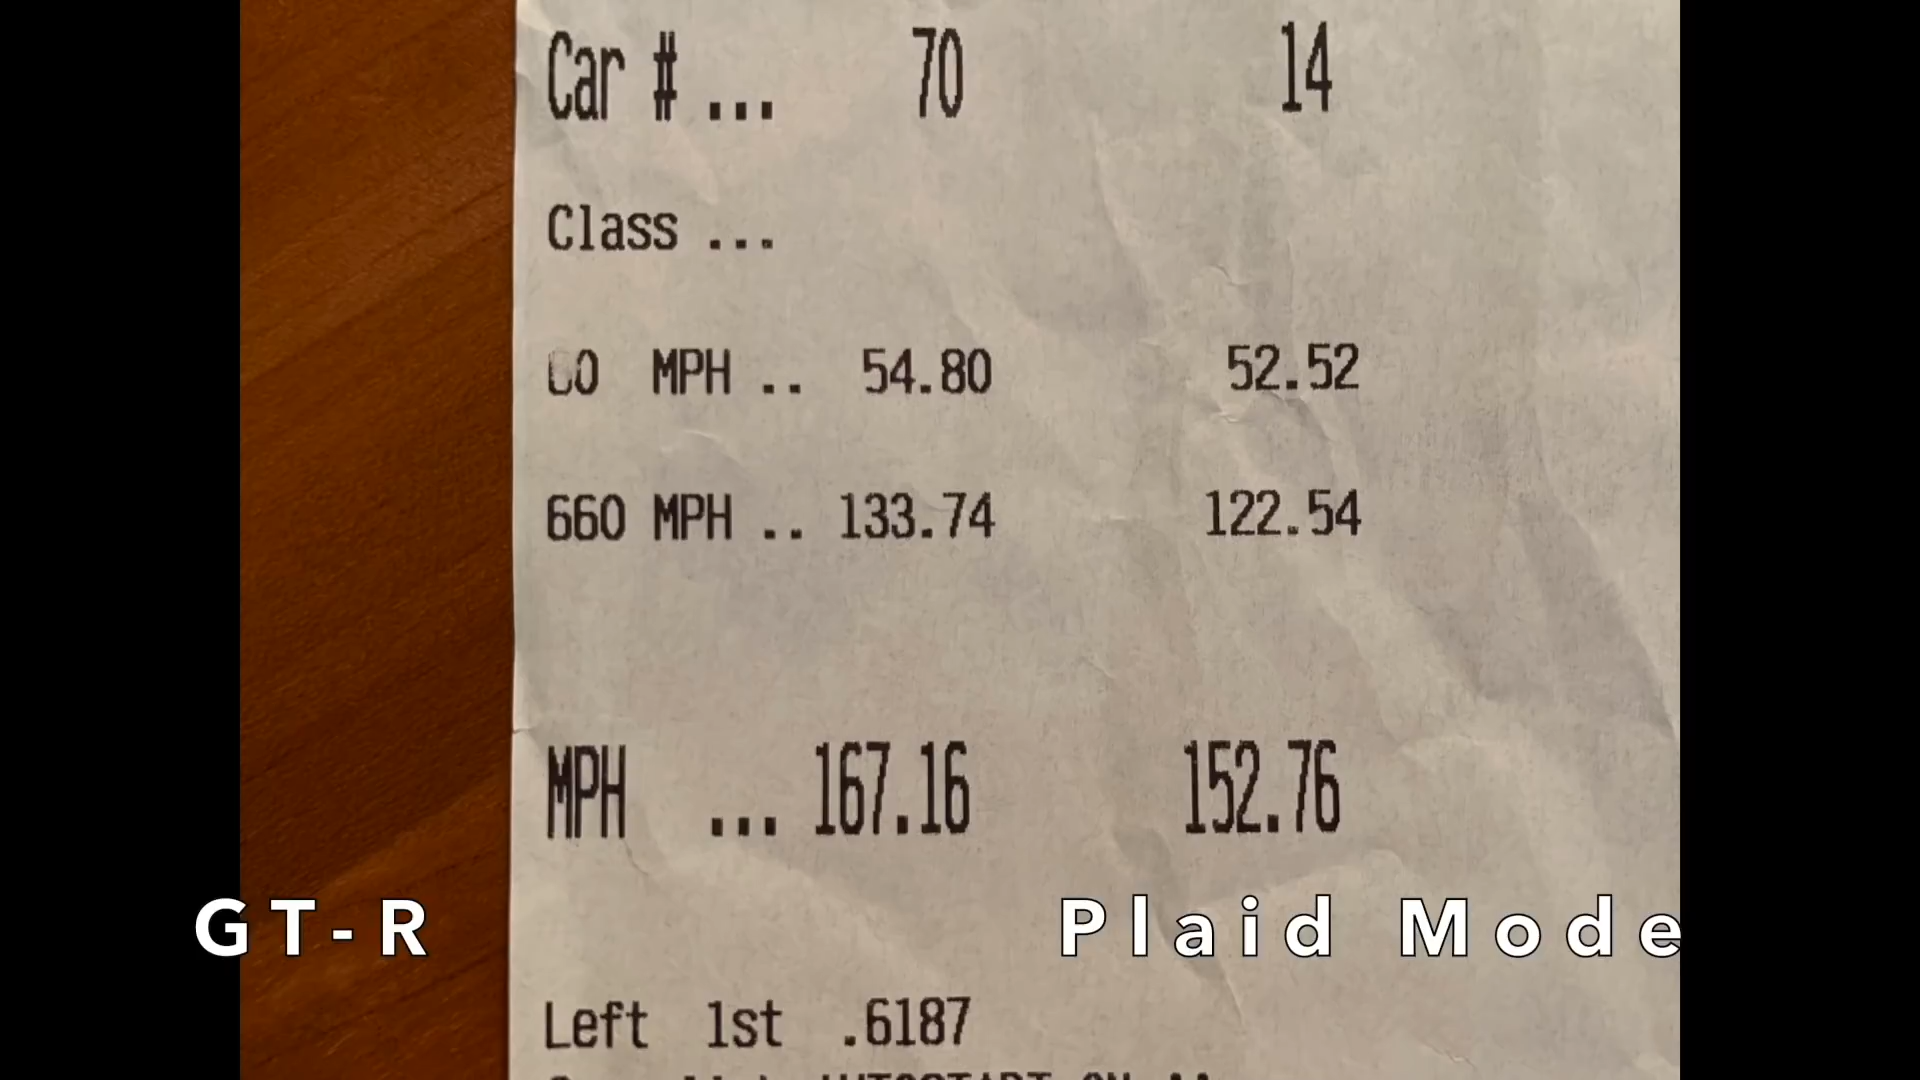 Car # ... 70 14
Class ...
60 MPH .. 54.80 52.52
660 MPH .. 133.74 122.54
MPH ... 167.16 152.76
GT-R Plaid Mode
Left 1st .6187